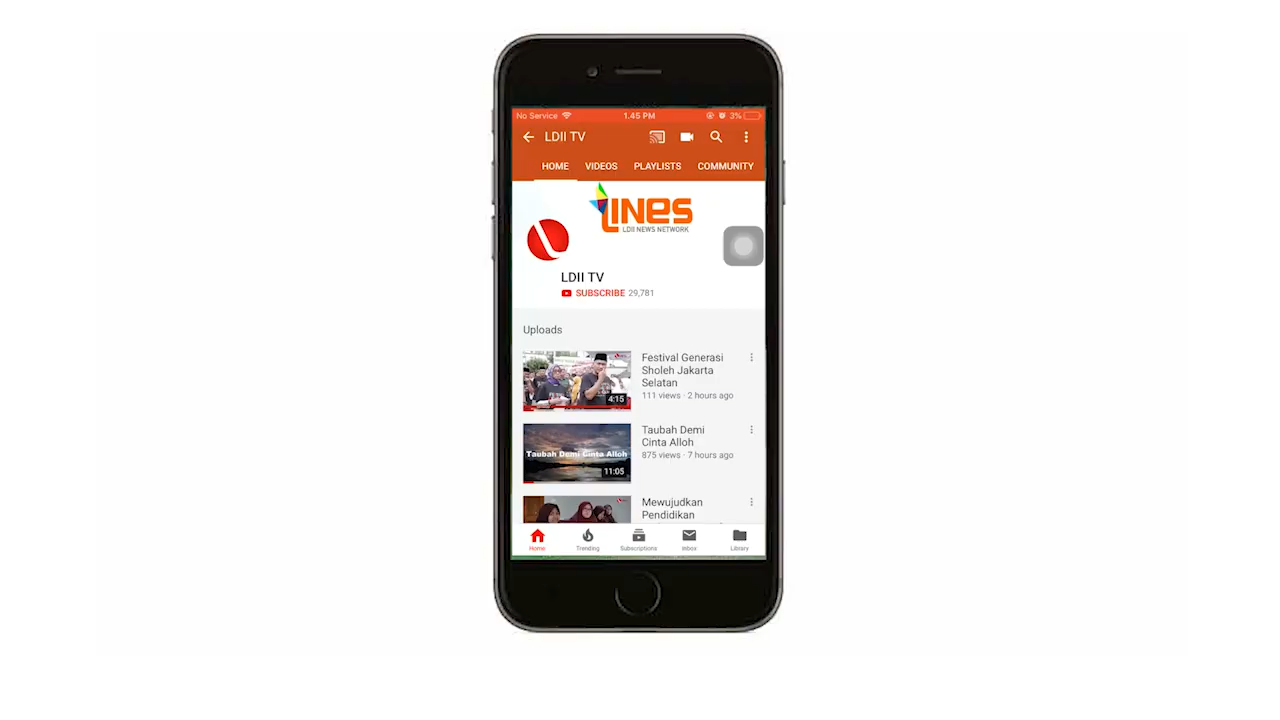 No Service 1.45 PM 3%
LDII TV
HOME VIDEOS PLAYLISTS COMMUNITY
LINES
LDII NEWS NETWORK
LDII TV
SUBSCRIBE 29,781
Uploads
Festival Generasi
Sholeh Jakarta
Selatan
111 views · 2 hours ago
4:15
Taubah Demi
Cinta Alloh
875 views · 7 hours ago
Taubah Demi Cinta Alloh
11:05
Mewujudkan
Pendidikan
Home Trending Subscriptions Inbox Library